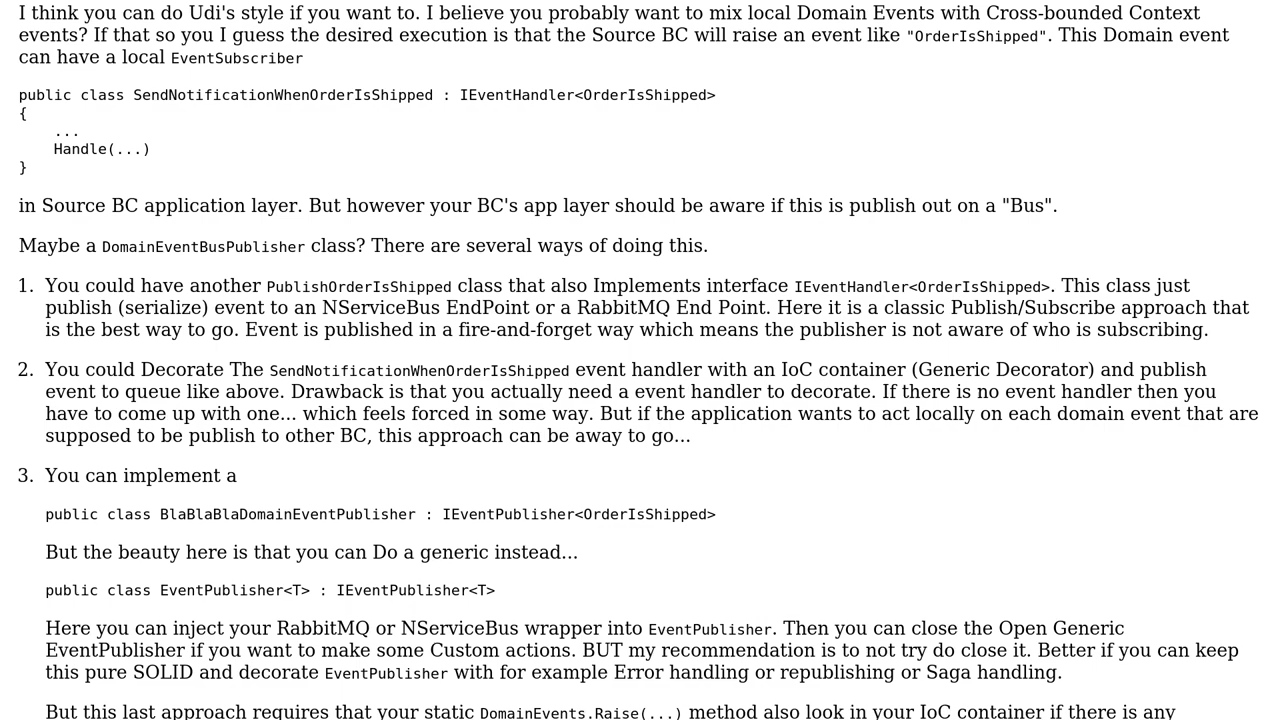 I think you can do Udi's style if you want to. I believe you probably want to mix local Domain Events with Cross-bounded Context
events? If that so you I guess the desired execution is that the Source BC will raise an event like "OrderIsShipped". This Domain event
can have a local EventSubscriber
public class SendNotificationWhenOrderIsShipped : IEventHandler<OrderIsShipped>
{
    ...
    Handle(...)
}
in Source BC application layer. But however your BC's app layer should be aware if this is publish out on a "Bus".
Maybe a DomainEventBusPublisher class? There are several ways of doing this.
1. You could have another PublishOrderIsShipped class that also Implements interface IEventHandler<OrderIsShipped>. This class just
publish (serialize) event to an NServiceBus EndPoint or a RabbitMQ End Point. Here it is a classic Publish/Subscribe approach that
is the best way to go. Event is published in a fire-and-forget way which means the publisher is not aware of who is subscribing.
2. You could Decorate The SendNotificationWhenOrderIsShipped event handler with an IoC container (Generic Decorator) and publish
event to queue like above. Drawback is that you actually need a event handler to decorate. If there is no event handler then you
have to come up with one... which feels forced in some way. But if the application wants to act locally on each domain event that are
supposed to be publish to other BC, this approach can be away to go...
3. You can implement a
public class BlaBlaBlaDomainEventPublisher : IEventPublisher<OrderIsShipped>
But the beauty here is that you can Do a generic instead...
public class EventPublisher<T> : IEventPublisher<T>
Here you can inject your RabbitMQ or NServiceBus wrapper into EventPublisher. Then you can close the Open Generic
EventPublisher if you want to make some Custom actions. BUT my recommendation is to not try do close it. Better if you can keep
this pure SOLID and decorate EventPublisher with for example Error handling or republishing or Saga handling.
But this last approach requires that your static DomainEvents.Raise(...) method also look in your IoC container if there is any